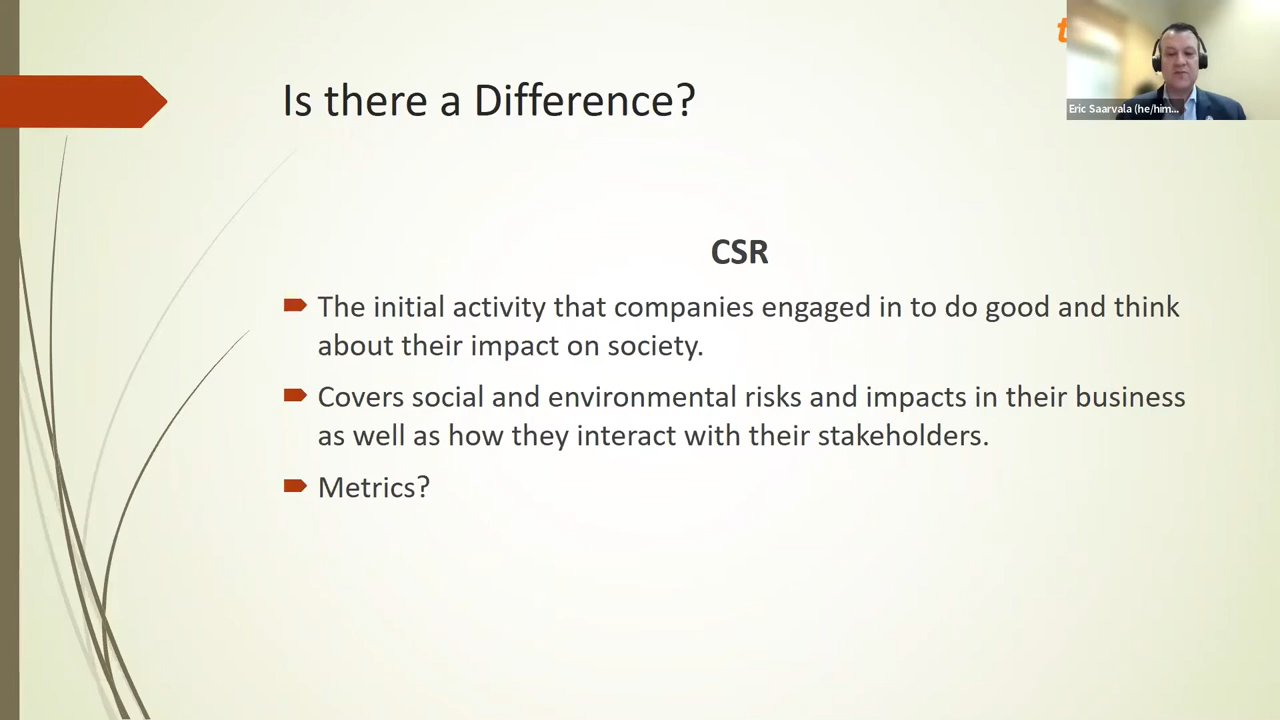 Is there a Difference?
Eric Saarvala (he/him...
CSR
The initial activity that companies engaged in to do good and think
about their impact on society.
Covers social and environmental risks and impacts in their business
as well as how they interact with their stakeholders.
Metrics?